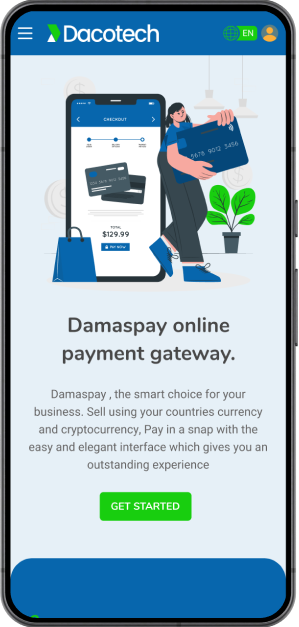 Dacotech
EN
CHECKOUT
5678 9012 3456
TOTAL
$129.99
PAY NOW
Damaspay online
payment gateway.
Damaspay , the smart choice for your
business. Sell using your countries currency
and cryptocurrency, Pay in a snap with the
easy and elegant interface which gives you an
outstanding experience
GET STARTED